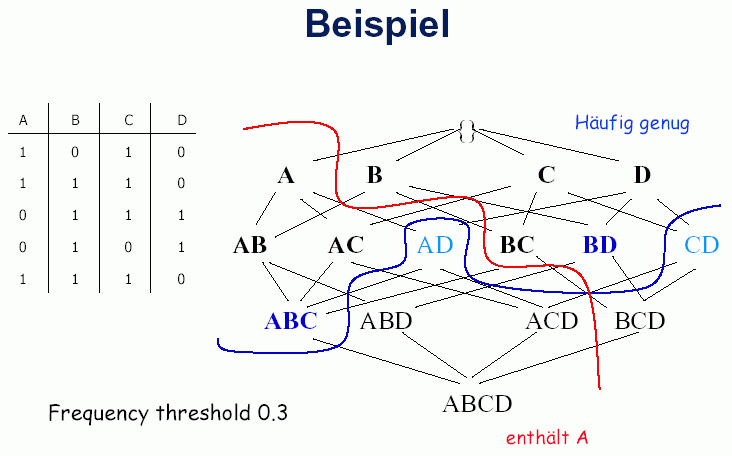 Beispiel
A B C D
1 0 1 0
1 1 1 0
0 1 1 1
0 1 0 1
1 1 1 0
{}
Häufig genug
A B C D
AB AC AD BC BD CD
ABC ABD ACD BCD
ABCD
Frequency threshold 0.3
enthält A